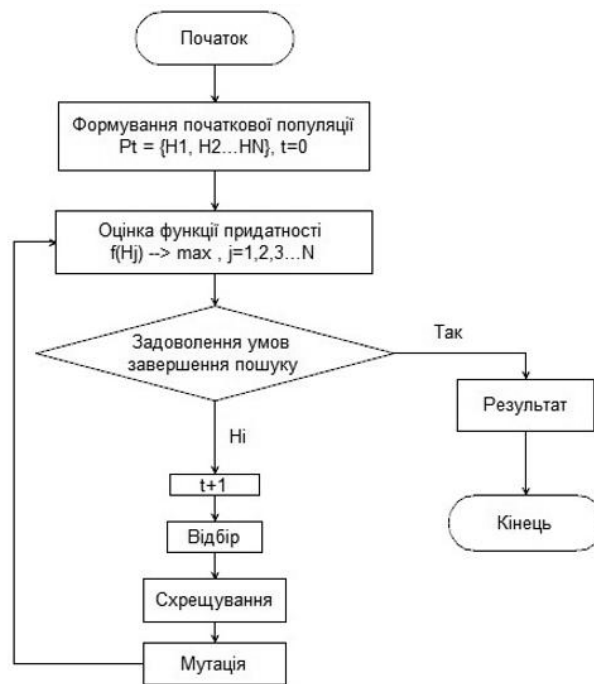 Початок
Формування початкової популяції
Pt = {H1, H2...HN}, t=0
Оцінка функції придатності
f(Hj) --> max , j=1,2,3...N
Задоволення умов
завершення пошуку
Так
Результат
Кінець
Ні
t+1
Відбір
Схрещування
Мутація